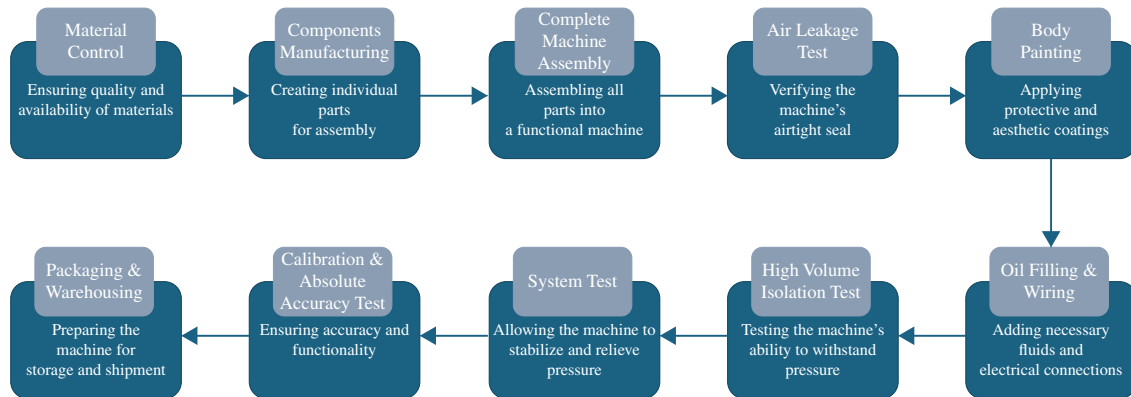 Material
Control
Ensuring quality and
availability of materials
Components
Manufacturing
Creating individual
parts
for assembly
Complete
Machine
Assembly
Assembling all
parts into
a functional machine
Air Leakage
Test
Verifying the
machine’s
airtight seal
Body
Painting
Applying
protective and
aesthetic coatings
Oil Filling &
Wiring
Adding necessary
fluids and
electrical connections
High Volume
Isolation Test
Testing the machine’s
ability to withstand
pressure
System Test
Allowing the machine to
stabilize and relieve
pressure
Calibration &
Absolute
Accuracy Test
Ensuring accuracy and
functionality
Packaging &
Warehousing
Preparing the
machine for
storage and shipment